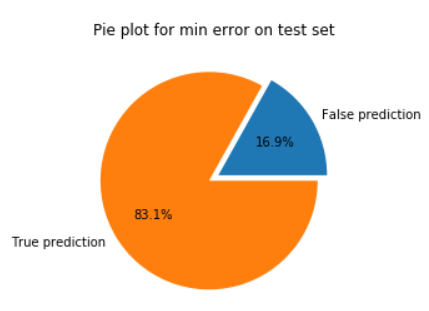 Pie plot for min error on test set
False prediction
16.9%
83.1%
True prediction